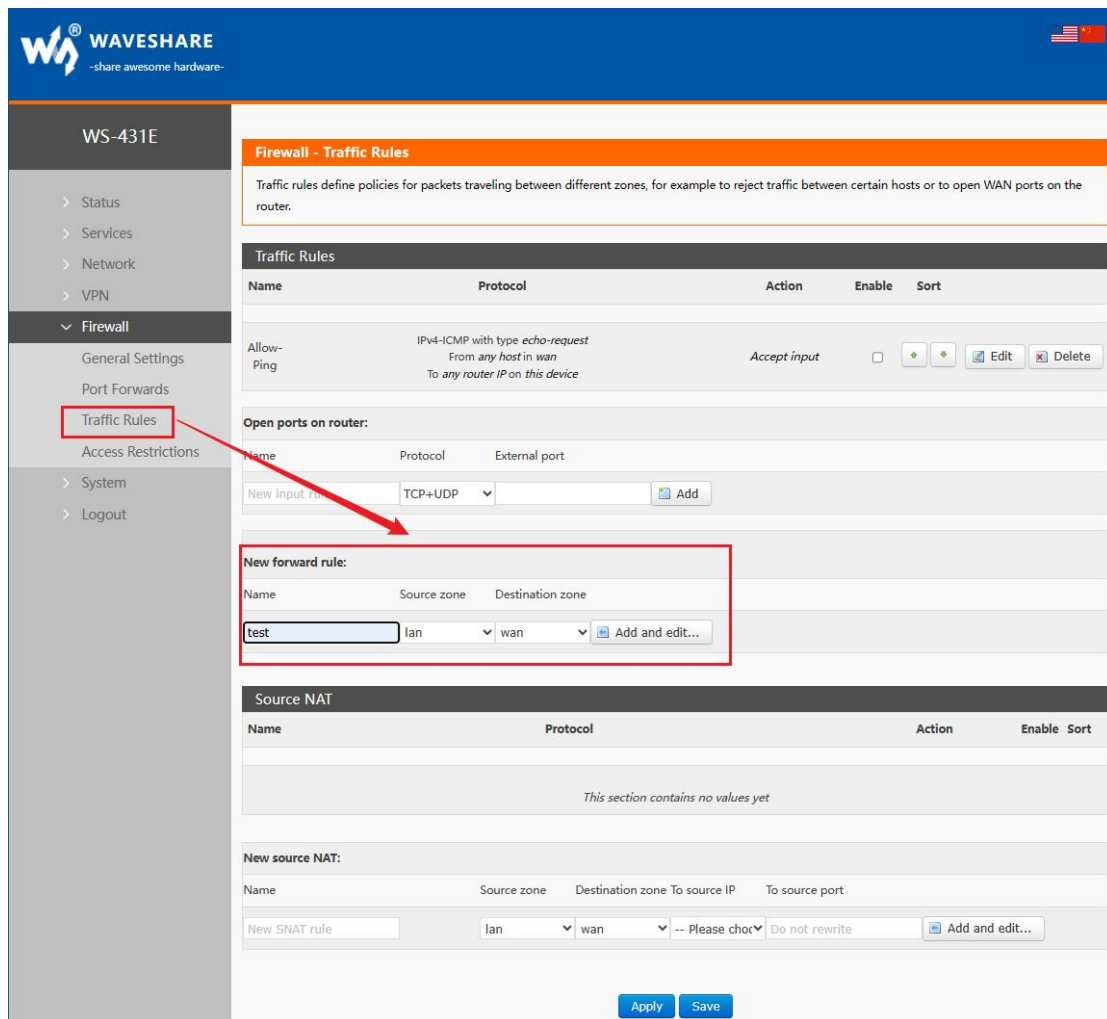 WAVESHARE
-share awesome hardware-
WS-431E
Status
Services
Network
VPN
Firewall
General Settings
Port Forwards
Traffic Rules
Access Restrictions
System
Logout
Firewall - Traffic Rules
Traffic rules define policies for packets traveling between different zones, for example to reject traffic between certain hosts or to open WAN ports on the
router.
Traffic Rules
Name Protocol Action Enable Sort
Allow-
Ping
IPv4-ICMP with type echo-request
From any host in wan
To any router IP on this device
Accept input
Edit Delete
Open ports on router:
Name Protocol External port
New input rule TCP+UDP Add
New forward rule:
Name Source zone Destination zone
test lan wan Add and edit...
Source NAT
Name Protocol Action Enable Sort
This section contains no values yet
New source NAT:
Name Source zone Destination zone To source IP To source port
New SNAT rule lan wan -- Please choo Do not rewrite Add and edit...
Apply Save